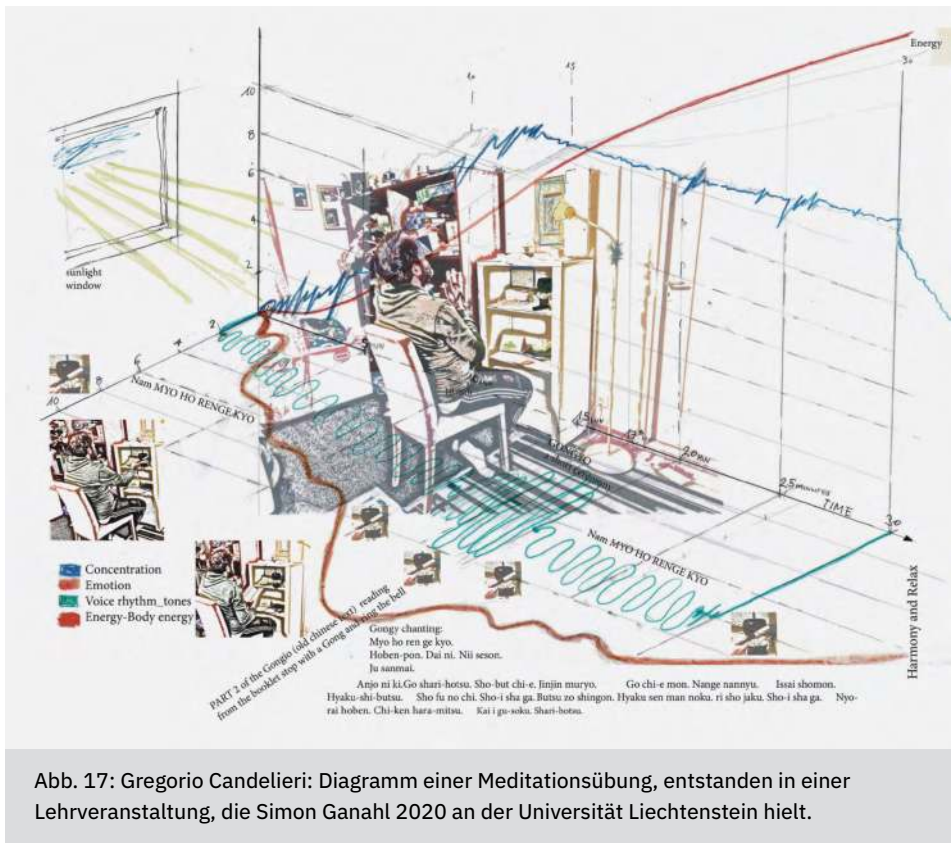 Energy
30
10
15
10
8
6
4
2
sunlight
window
2
4
6
8
10
Nam MYO HO RENGE KYO
GONGYO
15
20
25 minutes
TIME
30
Nam MYO HO RENGE KYO
Harmony and Relax
Concentration
Emotion
Voice rhythm_tones
Energy-Body energy
PART 2 of the Gongio (old chinese text) reading
from the booklet stop with a Gong and ring the bell
Gongy chanting:
Myo ho ren ge kyo.
Hoben-pon. Dai ni. Nii seson.
Ju sanmai.
Anjo ni ki.Go shari-hotsu. Sho-but chi-e. Jinjin muryo. Go chi-e mon. Nange nannyu. Issai shomon.
Hyaku-shi-butsu. Sho fu no chi. Sho-i sha ga. Butsu zo shingon. Hyaku sen man noku. ri sho jaku. Sho-i sha ga. Nyo-
rai hoben. Chi-ken hara-mitsu. Kai i gu-soku. Shari-hotsu.
Abb. 17: Gregorio Candelieri: Diagramm einer Meditationsübung, entstanden in einer
Lehrveranstaltung, die Simon Ganahl 2020 an der Universität Liechtenstein hielt.